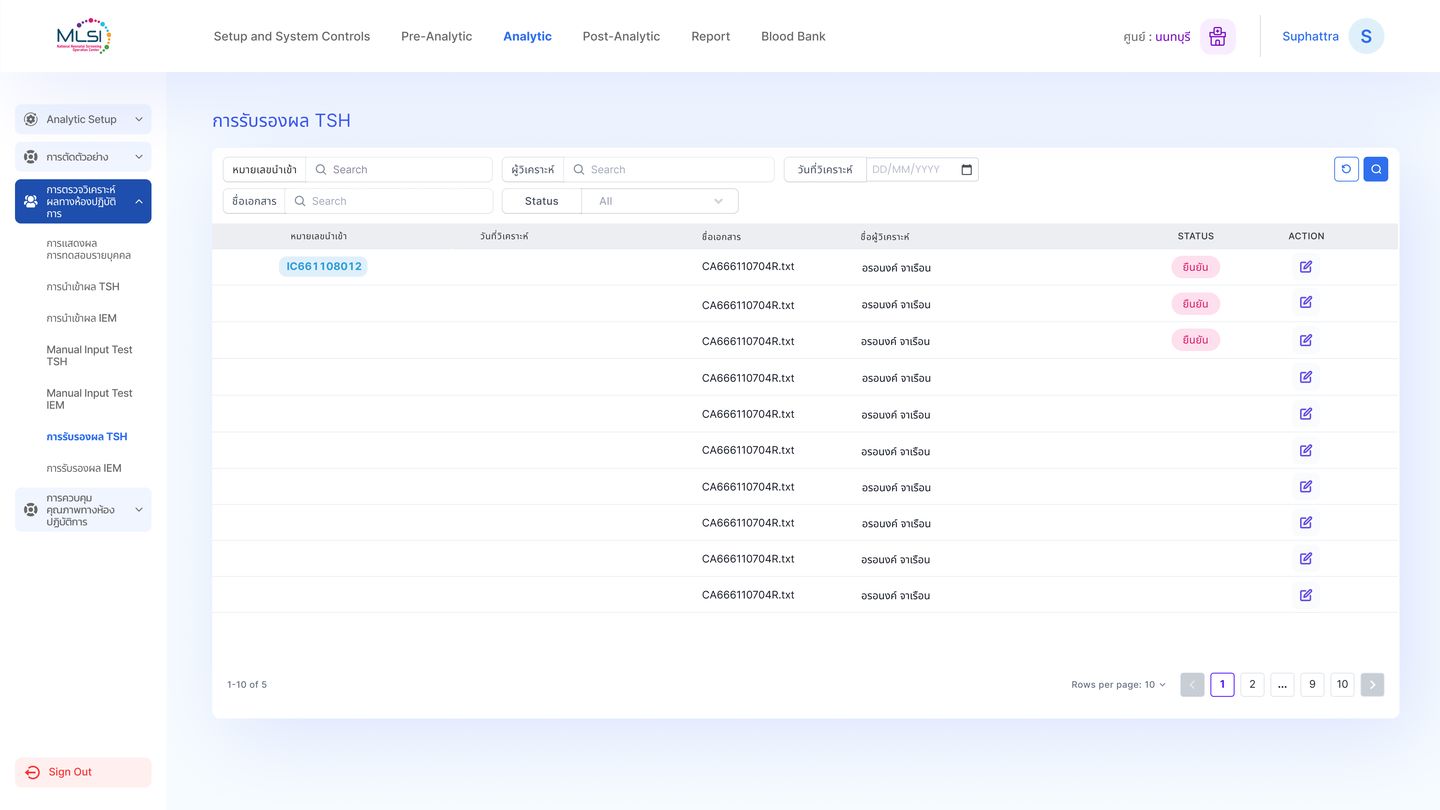 MLSI
National Neonatal Screening
Operation Center
Setup and System Controls
Pre-Analytic
Analytic
Post-Analytic
Report
Blood Bank
ศูนย์ : นนทบุรี
Suphattra
S
Analytic Setup
การตัดตัวอย่าง
การตรวจวิเคราะห์
ผลทางห้องปฏิบัติ
การ
การแสดงผล
การทดสอบรายบุคคล
การนำเข้าผล TSH
การนำเข้าผล IEM
Manual Input Test
TSH
Manual Input Test
IEM
การรับรองผล TSH
การรับรองผล IEM
การควบคุม
คุณภาพทางห้อง
ปฏิบัติการ
Sign Out
การรับรองผล TSH
หมายเลขนำเข้า Search
ผู้วิเคราะห์ Search
วันที่วิเคราะห์ DD/MM/YYYY
ชื่อเอกสาร Search
Status All
หมายเลขนำเข้า วันที่วิเคราะห์ ชื่อเอกสาร ชื่อผู้วิเคราะห์ STATUS ACTION
IC661108012 CA666110704R.txt อรอนงค์ จาเรือน ยืนยัน
CA666110704R.txt อรอนงค์ จาเรือน ยืนยัน
CA666110704R.txt อรอนงค์ จาเรือน ยืนยัน
CA666110704R.txt อรอนงค์ จาเรือน
CA666110704R.txt อรอนงค์ จาเรือน
CA666110704R.txt อรอนงค์ จาเรือน
CA666110704R.txt อรอนงค์ จาเรือน
CA666110704R.txt อรอนงค์ จาเรือน
CA666110704R.txt อรอนงค์ จาเรือน
CA666110704R.txt อรอนงค์ จาเรือน
1-10 of 5
Rows per page: 10
1 2 ... 9 10